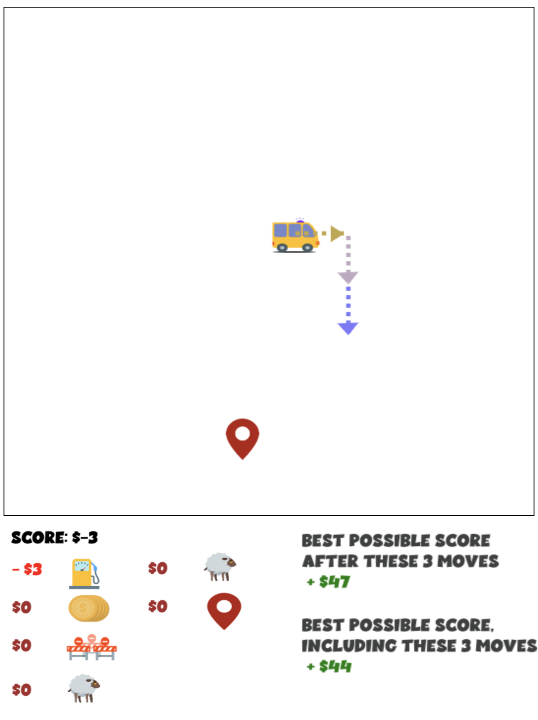 SCORE: $-3
- $3
$0
$0
$0
$0
$0
BEST POSSIBLE SCORE
AFTER THESE 3 MOVES
+ $47
BEST POSSIBLE SCORE,
INCLUDING THESE 3 MOVES
+ $44